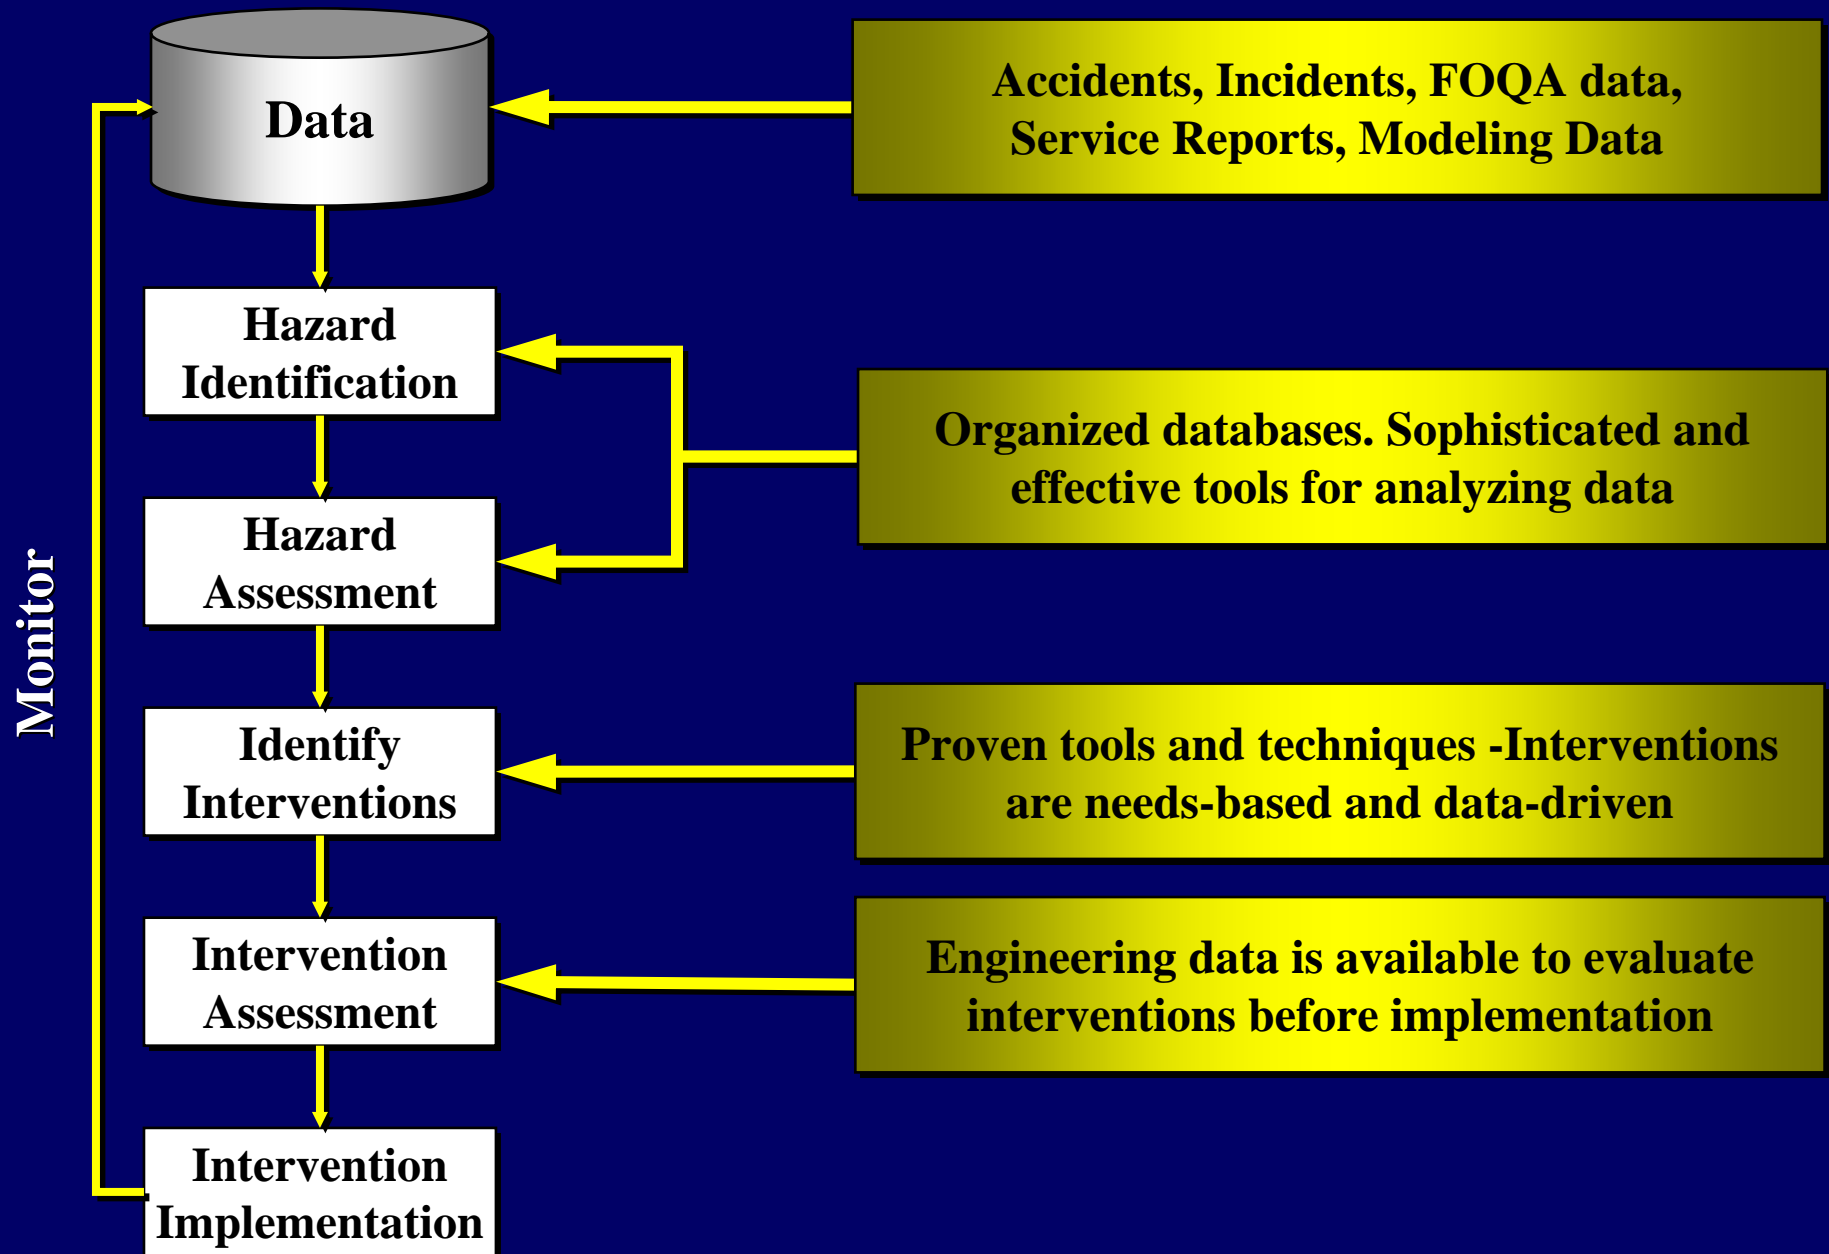 Data
Accidents, Incidents, FOQA data,
Service Reports, Modeling Data
Hazard
Identification
Organized databases. Sophisticated and
effective tools for analyzing data
Hazard
Assessment
Monitor
Identify
Interventions
Proven tools and techniques -Interventions
are needs-based and data-driven
Intervention
Assessment
Engineering data is available to evaluate
interventions before implementation
Intervention
Implementation